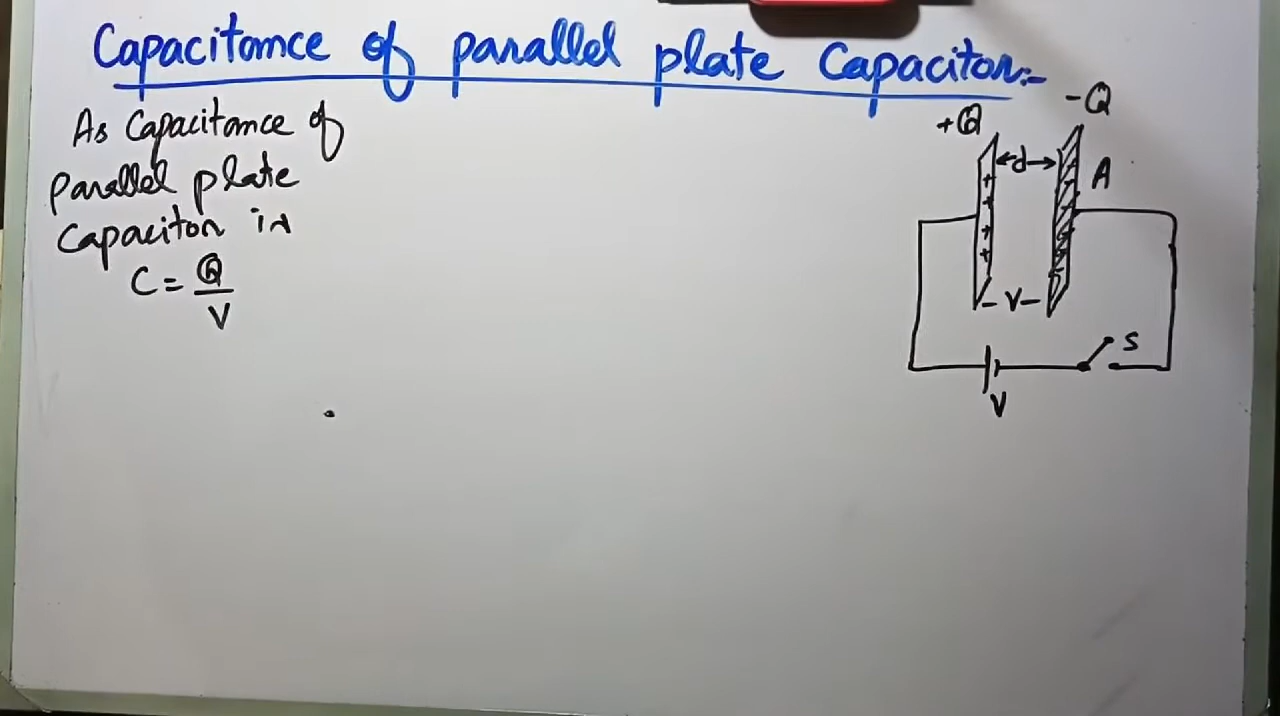 Capacitance of parallel plate Capacitor:-
As Capacitance of
parallel plate
Capacitor is
C = Q
V
+Q
-Q
d
A
+
+
+
+
- V -
S
V